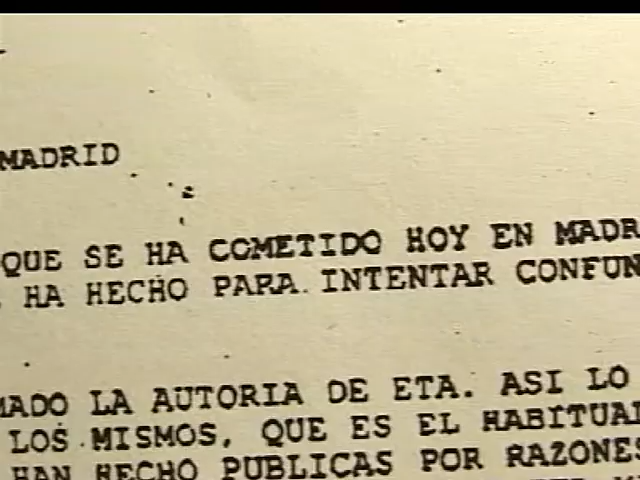 MADRID
QUE SE HA COMETIDO HOY EN MADR
HA HECHO PARA INTENTAR CONFUN
MADO LA AUTORIA DE ETA. ASI LO
LOS MISMOS, QUE ES EL HABITUAL
HAN HECHO PUBLICAS POR RAZONES